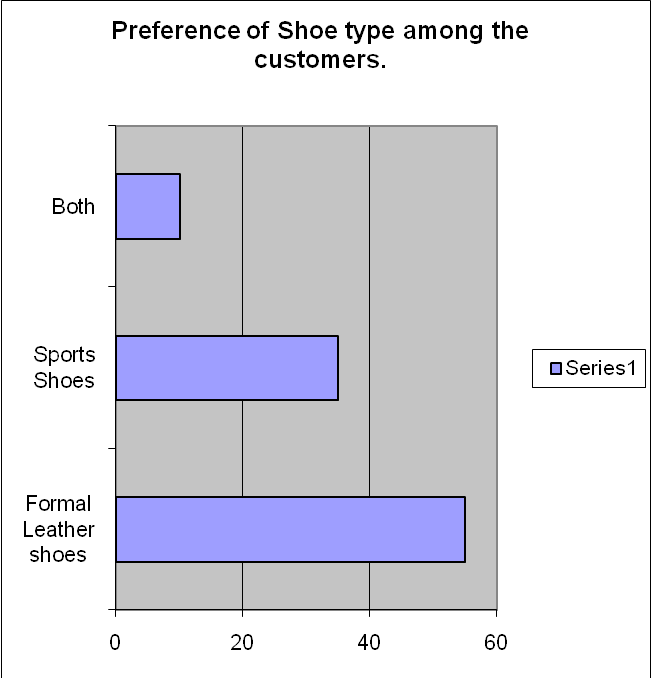 Preference of Shoe type among the
customers.
Both
Sports
Shoes
Formal
Leather
shoes
0 20 40 60
Series1